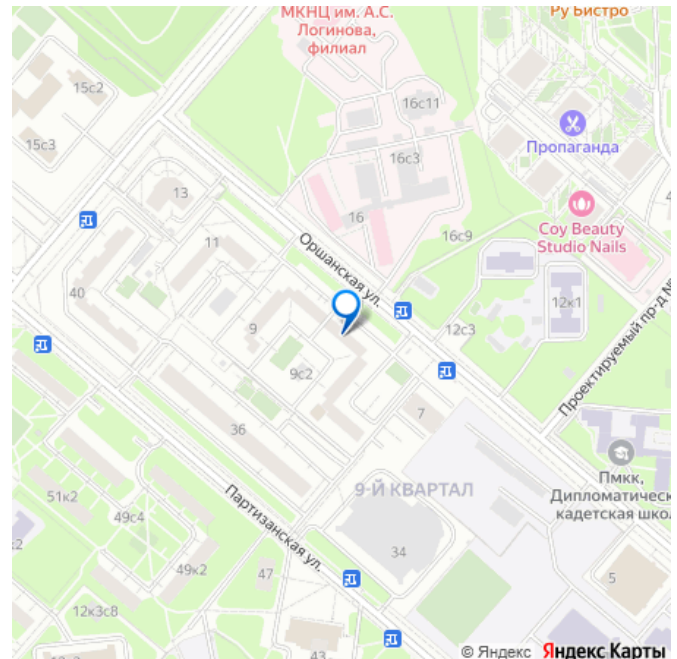 МКНЦ им. А.С.
Логинова,
филиал
Ру Бистро
15с2
16с11
15с3
Пропаганда
16с3
13
4
16
Coy Beauty
Studio Nails
11
16с9
Оршанская ул.
40
12к1
9
12с3
Проектируемый пр-д №
9с2
7
36
Пмкк,
Дипломатическ
кадетская школ
9-Й КВАРТАЛ
51к2
49с4
Партизанская ул.
к2
34
49к2
47
5
12к3с8
43
© Яндекс Яндекс Карты